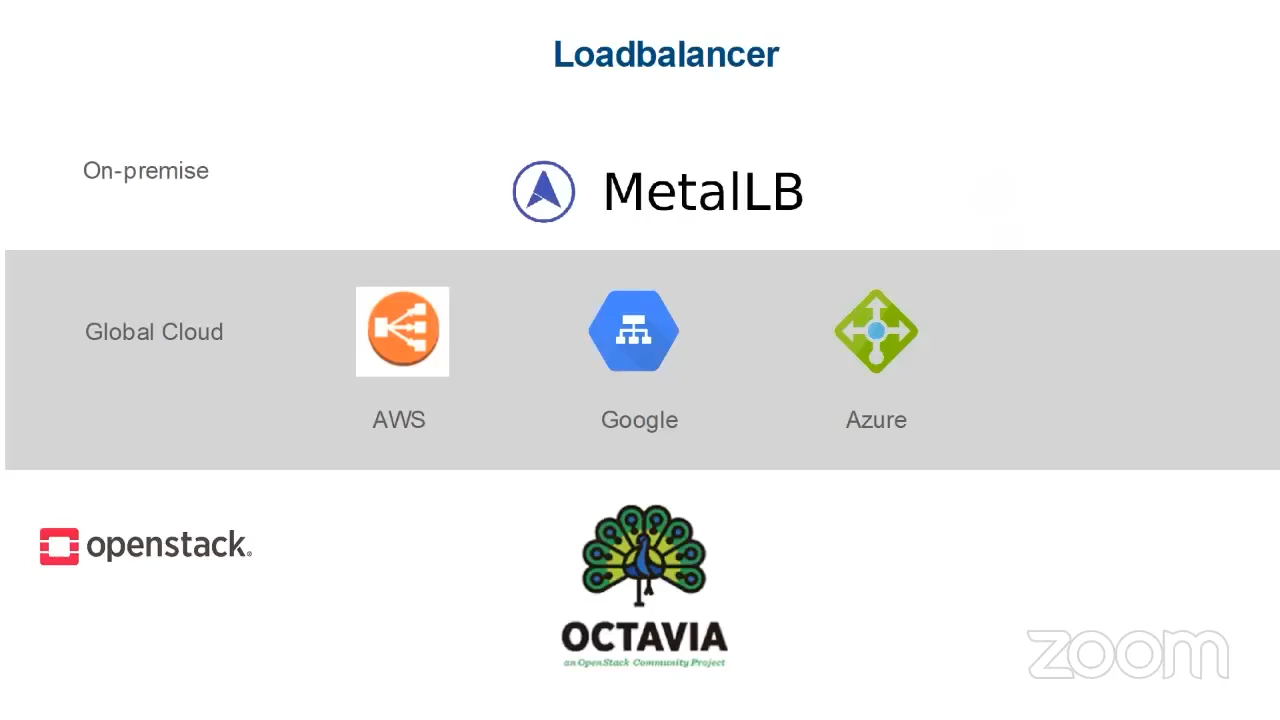 Loadbalancer
On-premise
MetalLB
Global Cloud
AWS
Google
Azure
openstack.
OCTAVIA
an OpenStack Community Project
zoom